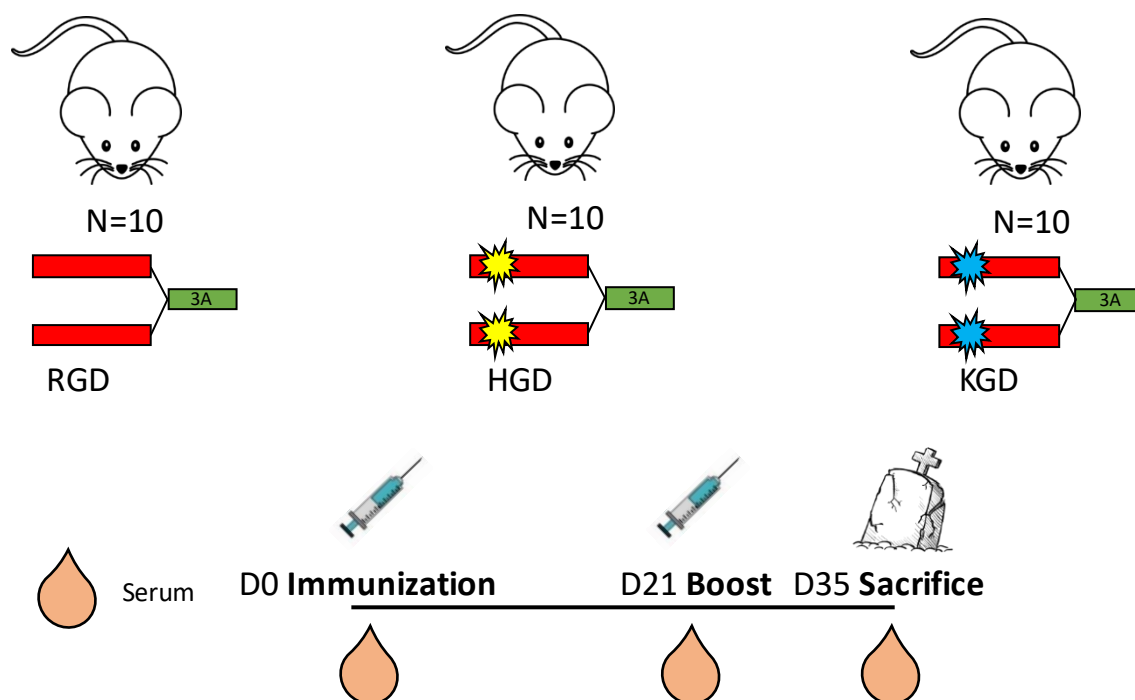 N=10 N=10 N=10
3A 3A 3A
RGD HGD KGD
Serum D0 Immunization D21 Boost D35 Sacrifice